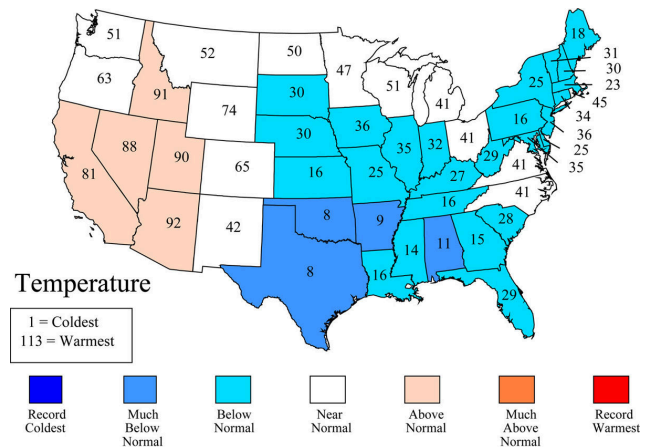 51 52 50 47 18
63 91 30 51 41 25 31
30
74 23
45
88 90 30 36 35 32 41 16 34
36
81 65 16 25 29 41 25
27 35
92 42 8 9 16 41
28
8 16 14 11 15
29
Temperature
1 = Coldest
113 = Warmest
Record
Coldest
Much
Below
Normal
Below
Normal
Near
Normal
Above
Normal
Much
Above
Normal
Record
Warmest